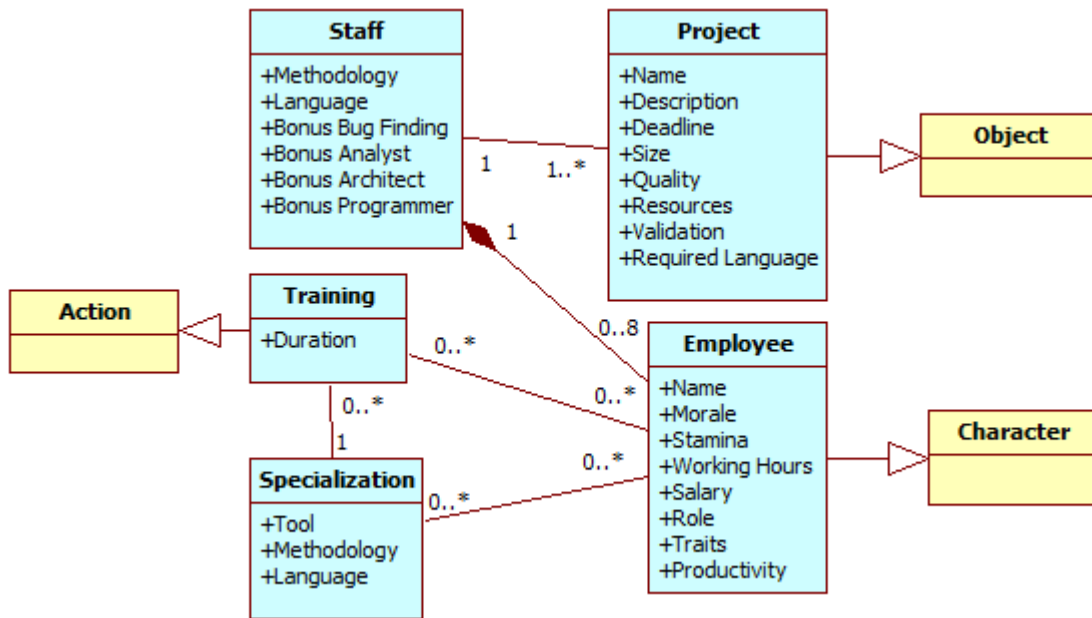 Staff
+Methodology
+Language
+Bonus Bug Finding
+Bonus Analyst
+Bonus Architect
+Bonus Programmer
Project
+Name
+Description
+Deadline
+Size
+Quality
+Resources
+Validation
+Required Language
Object
1
1..*
1
0..8
Action
Training
+Duration
0..*
0..*
0..*
1
Specialization
+Tool
+Methodology
+Language
0..*
0..*
Employee
+Name
+Morale
+Stamina
+Working Hours
+Salary
+Role
+Traits
+Productivity
Character